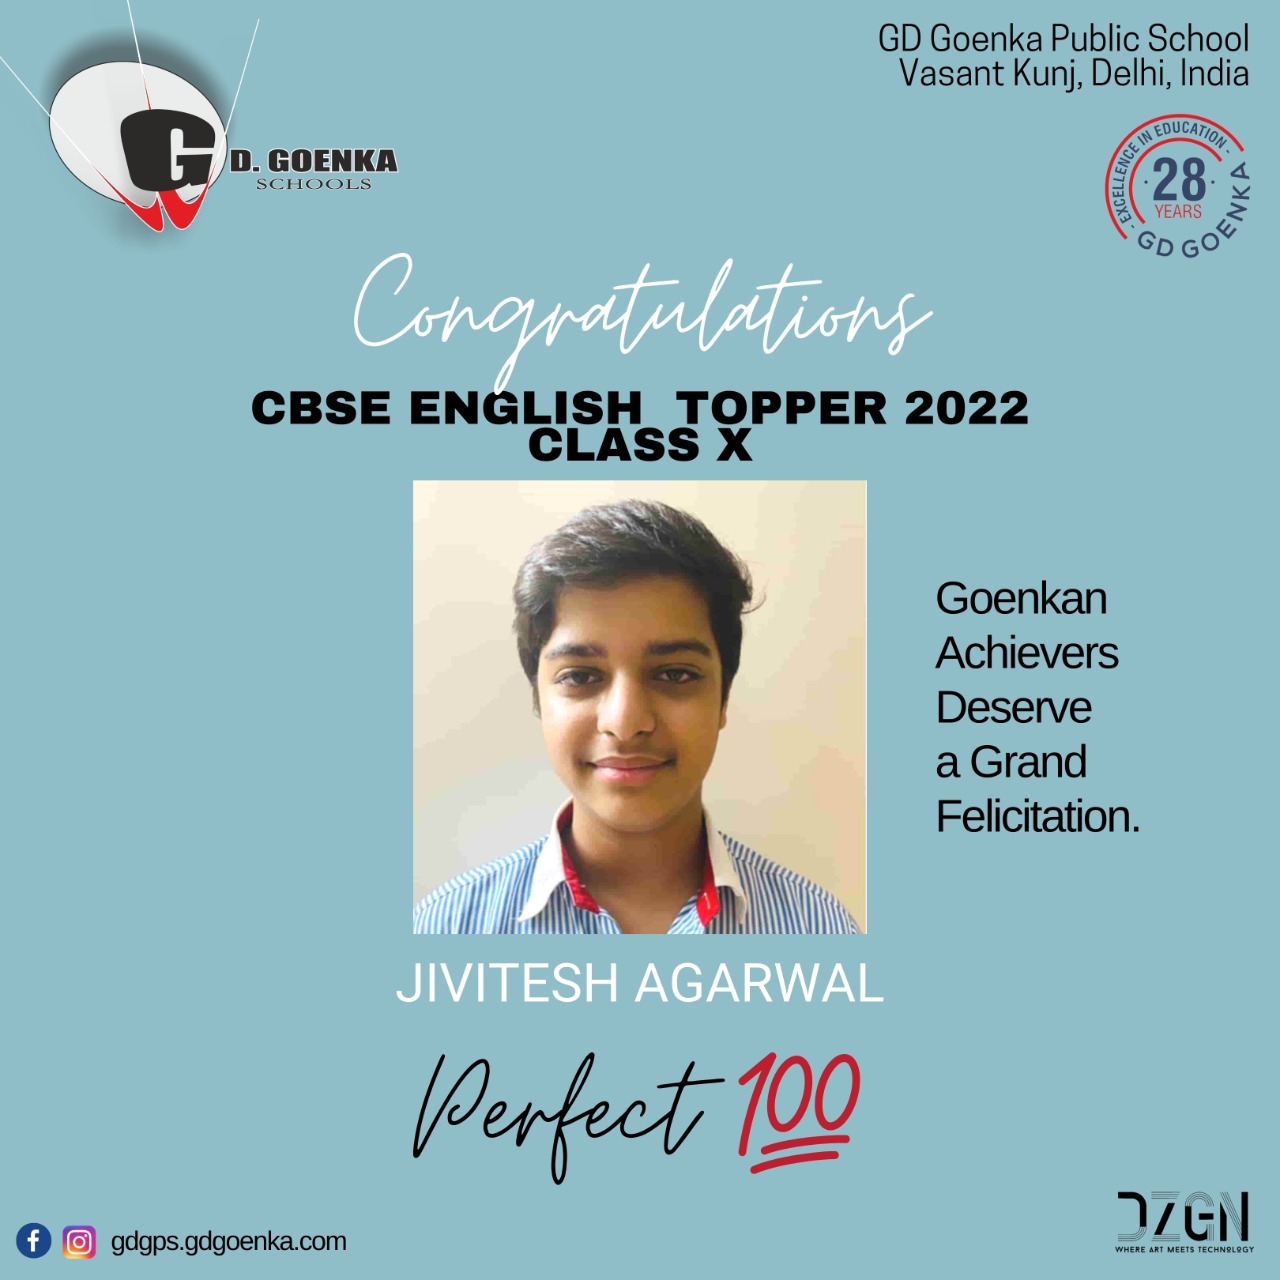 GD Goenka Public School
Vasant Kunj, Delhi, India
G D. GOENKA
SCHOOLS
- EXCELLENCE IN EDUCATION -
· 28 ·
YEARS
GD GOENKA
Congratulations
CBSE ENGLISH TOPPER 2022
CLASS X
Goenkan
Achievers
Deserve
a Grand
Felicitation.
JIVITESH AGARWAL
Perfect 100
gdgps.gdgoenka.com
DZGN
WHERE ART MEETS TECHNOLOGY